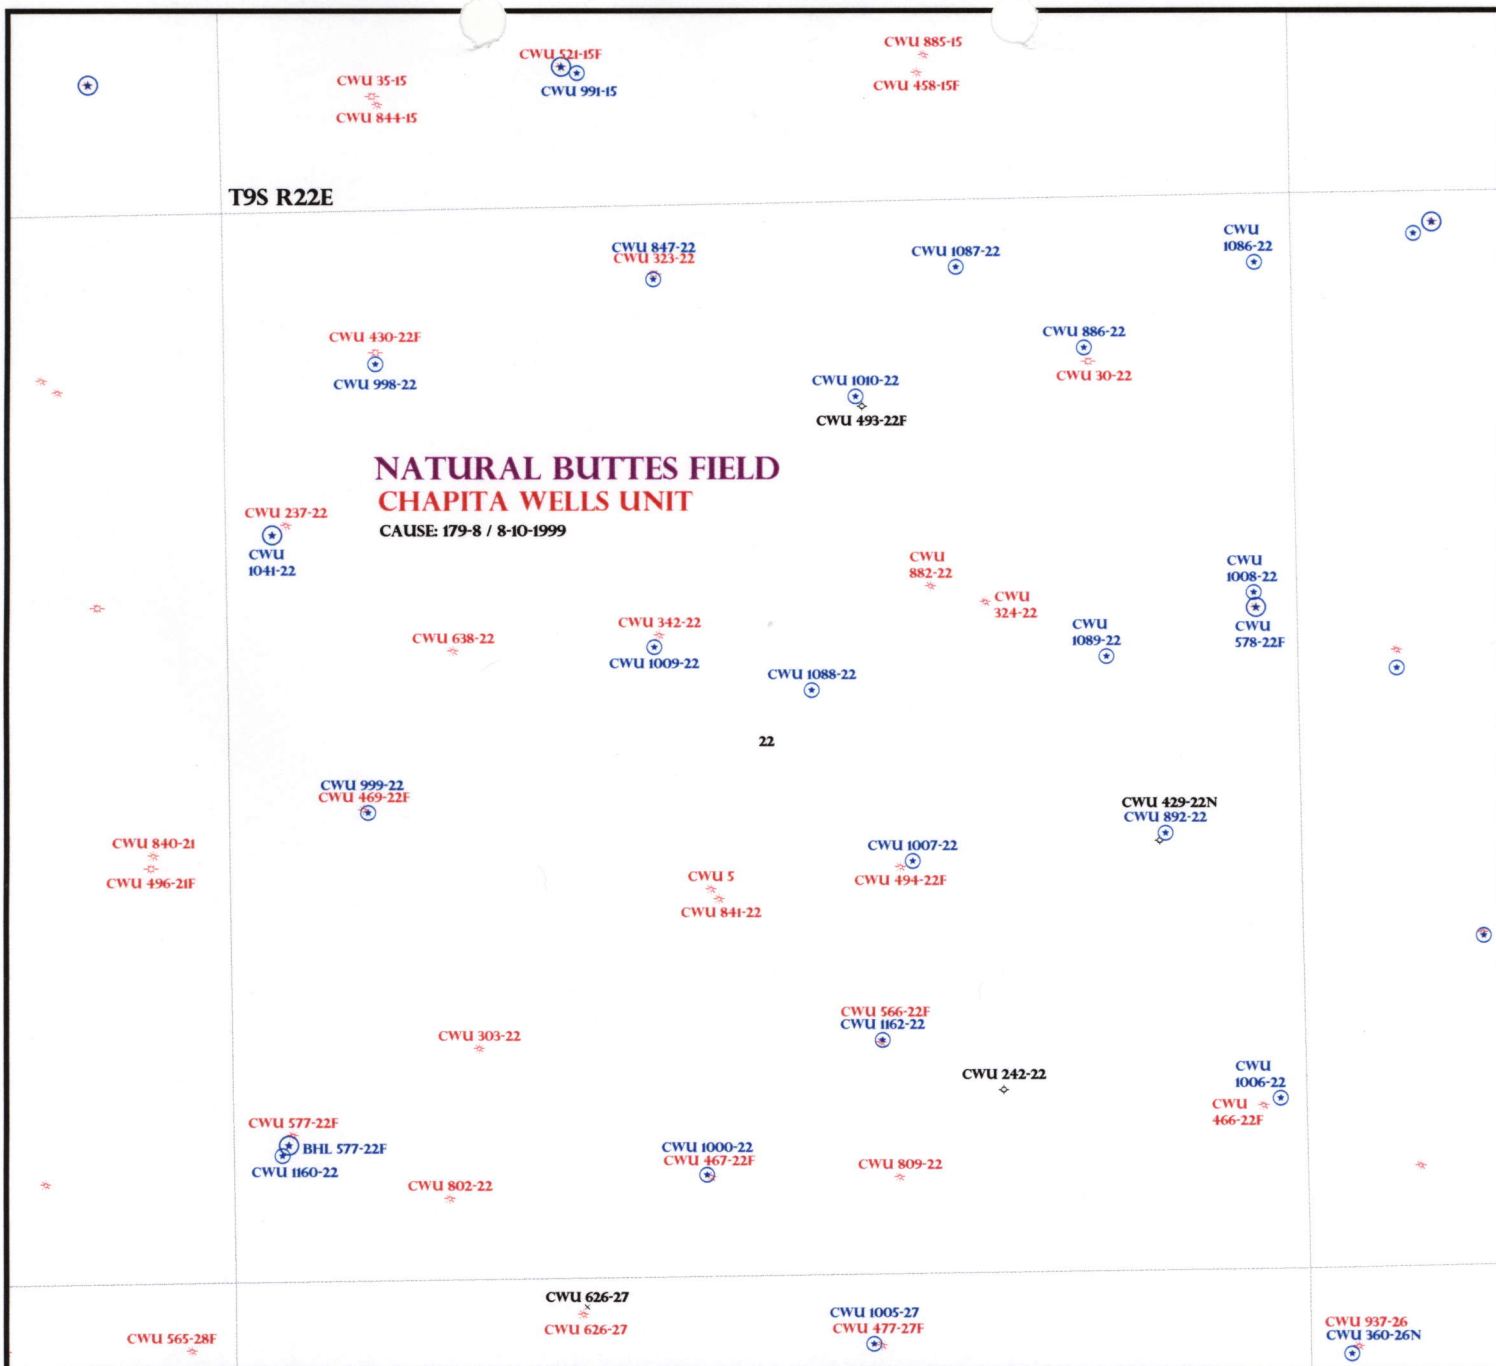 CWU 885-15
CWU 521-15F
CWU 35-15
CWU 458-15F
CWU 991-15
CWU 844-15
T9S R22E
CWU 847-22
CWU 323-22
CWU 1087-22
CWU
1086-22
CWU 430-22F
CWU 998-22
CWU 886-22
CWU 30-22
CWU 1010-22
CWU 493-22F
NATURAL BUTTES FIELD
CHAPITA WELLS UNIT
CAUSE: 179-8 / 8-10-1999
CWU 237-22
CWU
1041-22
CWU
882-22
CWU
324-22
CWU
1008-22
CWU
578-22F
CWU
1089-22
CWU 638-22
CWU 342-22
CWU 1009-22
CWU 1088-22
22
CWU 999-22
CWU 469-22F
CWU 429-22N
CWU 892-22
CWU 840-21
CWU 496-21F
CWU 1007-22
CWU 494-22F
CWU 5
CWU 841-22
CWU 566-22F
CWU 1162-22
CWU 303-22
CWU 242-22
CWU
1006-22
CWU
466-22F
CWU 577-22F
BHL 577-22F
CWU 1160-22
CWU 1000-22
CWU 467-22F
CWU 809-22
CWU 802-22
CWU 626-27
CWU 626-27
CWU 1005-27
CWU 477-27F
CWU 937-26
CWU 360-26N
CWU 565-28F